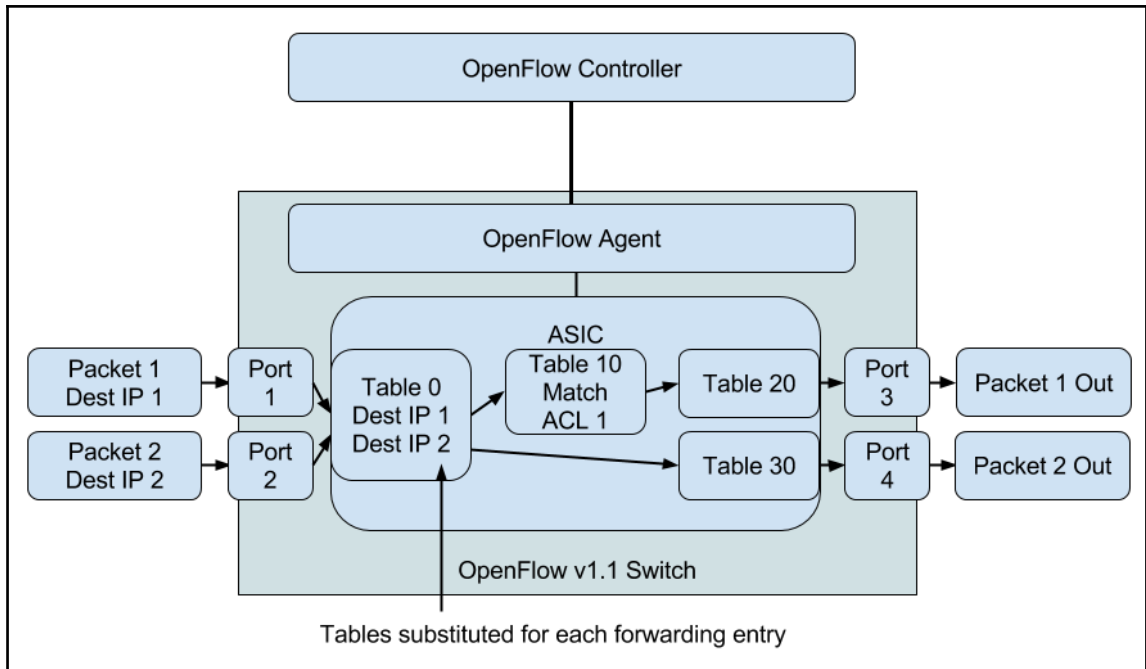 OpenFlow Controller
OpenFlow Agent
ASIC
Packet 1
Dest IP 1
Port
1
Table 0
Dest IP 1
Dest IP 2
Table 10
Match
ACL 1
Table 20
Port
3
Packet 1 Out
Packet 2
Dest IP 2
Port
2
Table 30
Port
4
Packet 2 Out
OpenFlow v1.1 Switch
Tables substituted for each forwarding entry